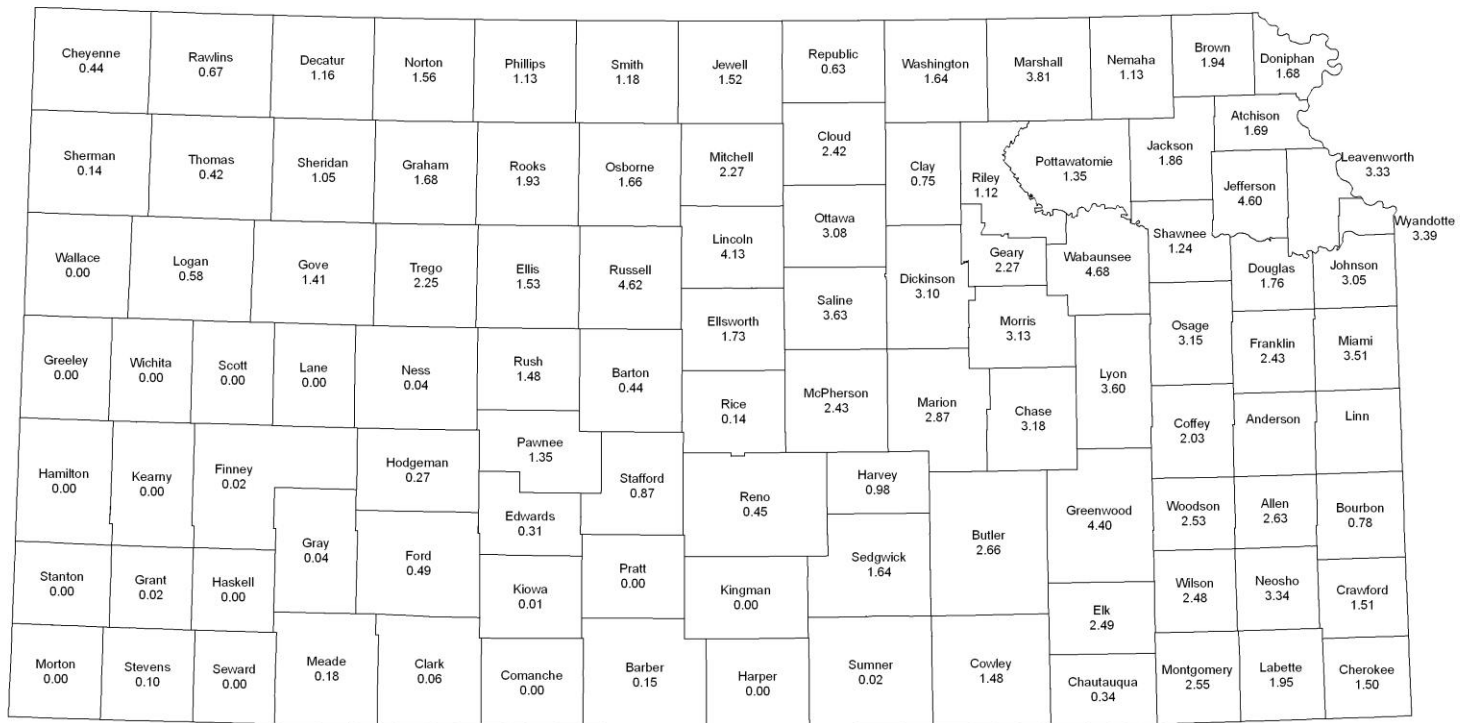 Cheyenne
0.44
Rawlins
0.67
Decatur
1.16
Norton
1.56
Phillips
1.13
Smith
1.18
Jewell
1.52
Republic
0.63
Washington
1.64
Marshall
3.81
Nemaha
1.13
Brown
1.94
Doniphan
1.68
Sherman
0.14
Thomas
0.42
Sheridan
1.05
Graham
1.68
Rooks
1.93
Osborne
1.66
Mitchell
2.27
Cloud
2.42
Clay
0.75
Riley
1.12
Pottawatomie
1.35
Jackson
1.86
Atchison
1.69
Jefferson
4.60
Leavenworth
3.33
Wyandotte
3.39
Wallace
0.00
Logan
0.58
Gove
1.41
Trego
2.25
Ellis
1.53
Russell
4.62
Lincoln
4.13
Ottawa
3.08
Dickinson
3.10
Geary
2.27
Wabaunsee
4.68
Shawnee
1.24
Douglas
1.76
Johnson
3.05
Ellsworth
1.73
Saline
3.63
Morris
3.13
Osage
3.15
Franklin
2.43
Miami
3.51
Greeley
0.00
Wichita
0.00
Scott
0.00
Lane
0.00
Ness
0.04
Rush
1.48
Barton
0.44
Rice
0.14
McPherson
2.43
Marion
2.87
Chase
3.18
Lyon
3.60
Coffey
2.03
Anderson
Linn
Hamilton
0.00
Kearny
0.00
Finney
0.02
Hodgeman
0.27
Pawnee
1.35
Stafford
0.87
Reno
0.45
Harvey
0.98
Butler
2.66
Greenwood
4.40
Woodson
2.53
Allen
2.63
Bourbon
0.78
Gray
0.04
Ford
0.49
Edwards
0.31
Sedgwick
1.64
Stanton
0.00
Grant
0.02
Haskell
0.00
Kiowa
0.01
Pratt
0.00
Kingman
0.00
Elk
2.49
Wilson
2.48
Neosho
3.34
Crawford
1.51
Morton
0.00
Stevens
0.10
Seward
0.00
Meade
0.18
Clark
0.06
Comanche
0.00
Barber
0.15
Harper
0.00
Sumner
0.02
Cowley
1.48
Chautauqua
0.34
Montgomery
2.55
Labette
1.95
Cherokee
1.50